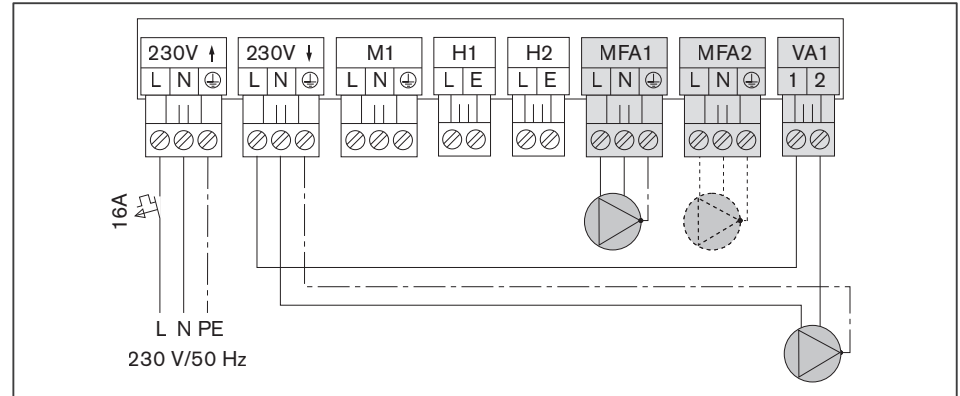 230V ↑ 230V ↓ M1 H1 H2 MFA1 MFA2 VA1
L N ⏚ L N ⏚ L N ⏚ L E L E L N ⏚ L N ⏚ 1 2
16A
L N PE
230 V/50 Hz